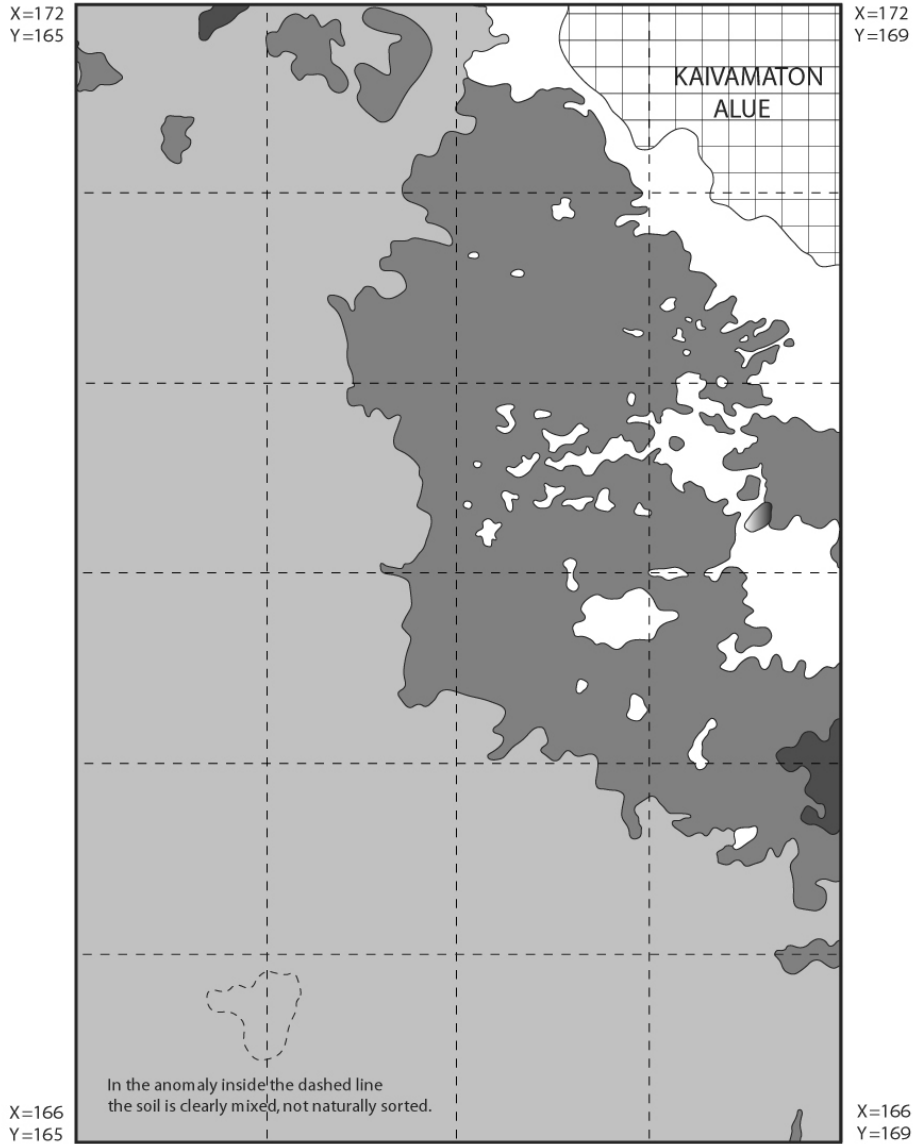 X=172
Y=165
X=172
Y=169
KAIVAMATON
ALUE
In the anomaly inside the dashed line
the soil is clearly mixed, not naturally sorted.
X=166
Y=165
X=166
Y=169